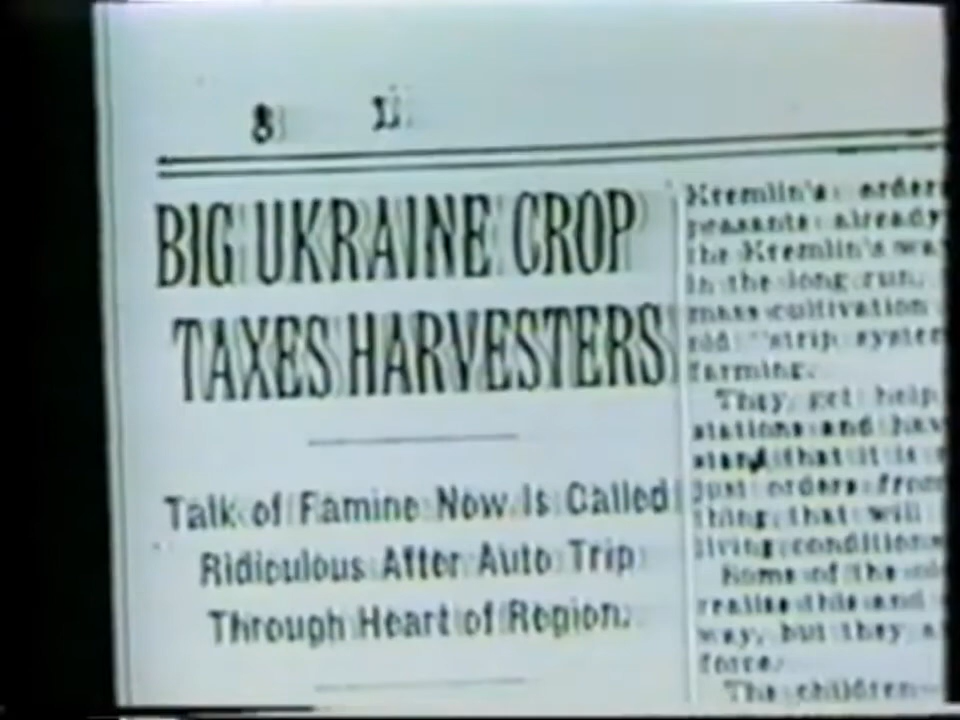 BIG UKRAINE CROP
TAXES HARVESTERS
Talk of Famine Now Is Called
Ridiculous After Auto Trip
Through Heart of Region.
Kremlin's orders
peasants already
the Kremlin's
In the long run,
mass cultivation
old "strip system
farming.
They get help
stations and
that it is
just orders from
thing that will
living conditions
Some of the
realize this and
way, but they
force.
The children